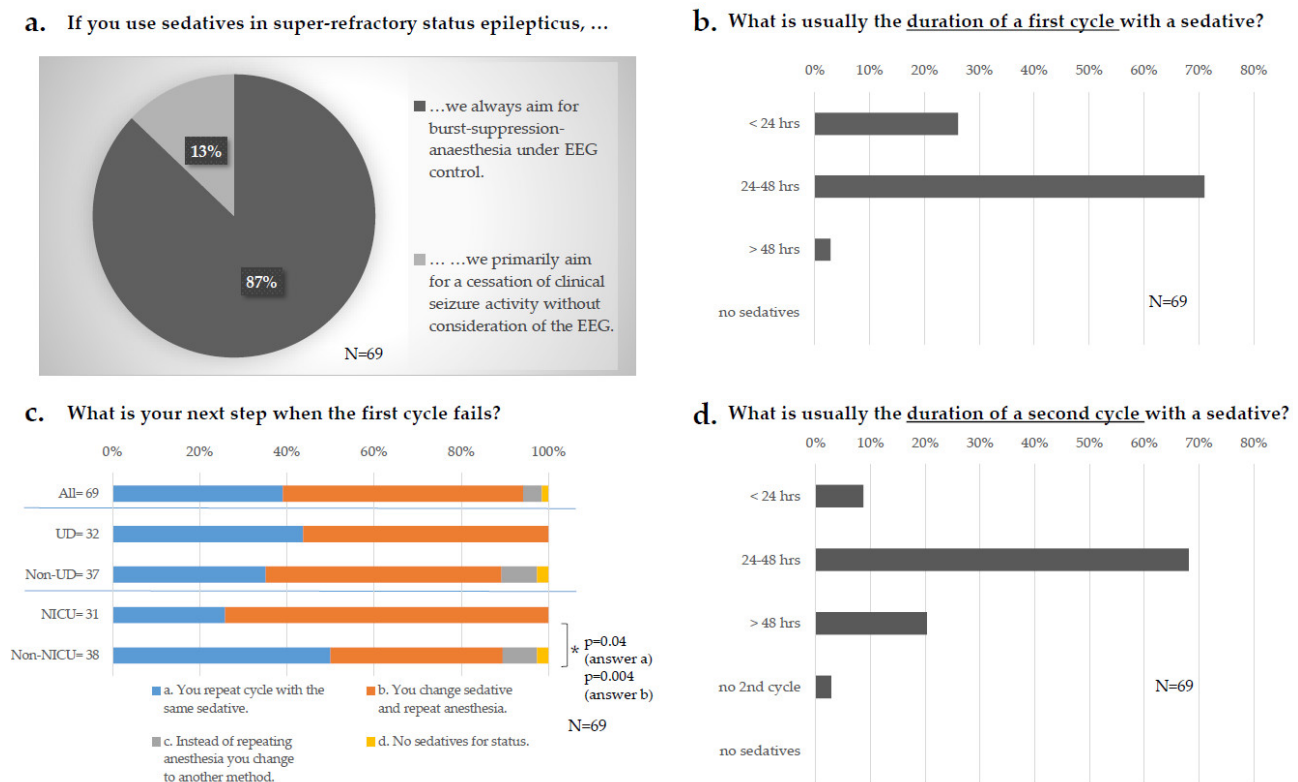 a. If you use sedatives in super-refractory status epilepticus, …
13%
87%
…we always aim for
burst-suppression-
anaesthesia under EEG
control.
… …we primarily aim
for a cessation of clinical
seizure activity without
consideration of the EEG.
N=69
b. What is usually the duration of a first cycle with a sedative?
0% 10% 20% 30% 40% 50% 60% 70% 80%
< 24 hrs
24-48 hrs
> 48 hrs
no sedatives
N=69
c. What is your next step when the first cycle fails?
0% 20% 40% 60% 80% 100%
All= 69
UD= 32
Non-UD= 37
NICU= 31
Non-NICU= 38
* p=0.04
(answer a)
p=0.004
(answer b)
a. You repeat cycle with the
same sedative.
b. You change sedative
and repeat anesthesia.
c. Instead of repeating
anesthesia you change
to another method.
d. No sedatives for status.
N=69
d. What is usually the duration of a second cycle with a sedative?
0% 10% 20% 30% 40% 50% 60% 70% 80%
< 24 hrs
24-48 hrs
> 48 hrs
no 2nd cycle
no sedatives
N=69